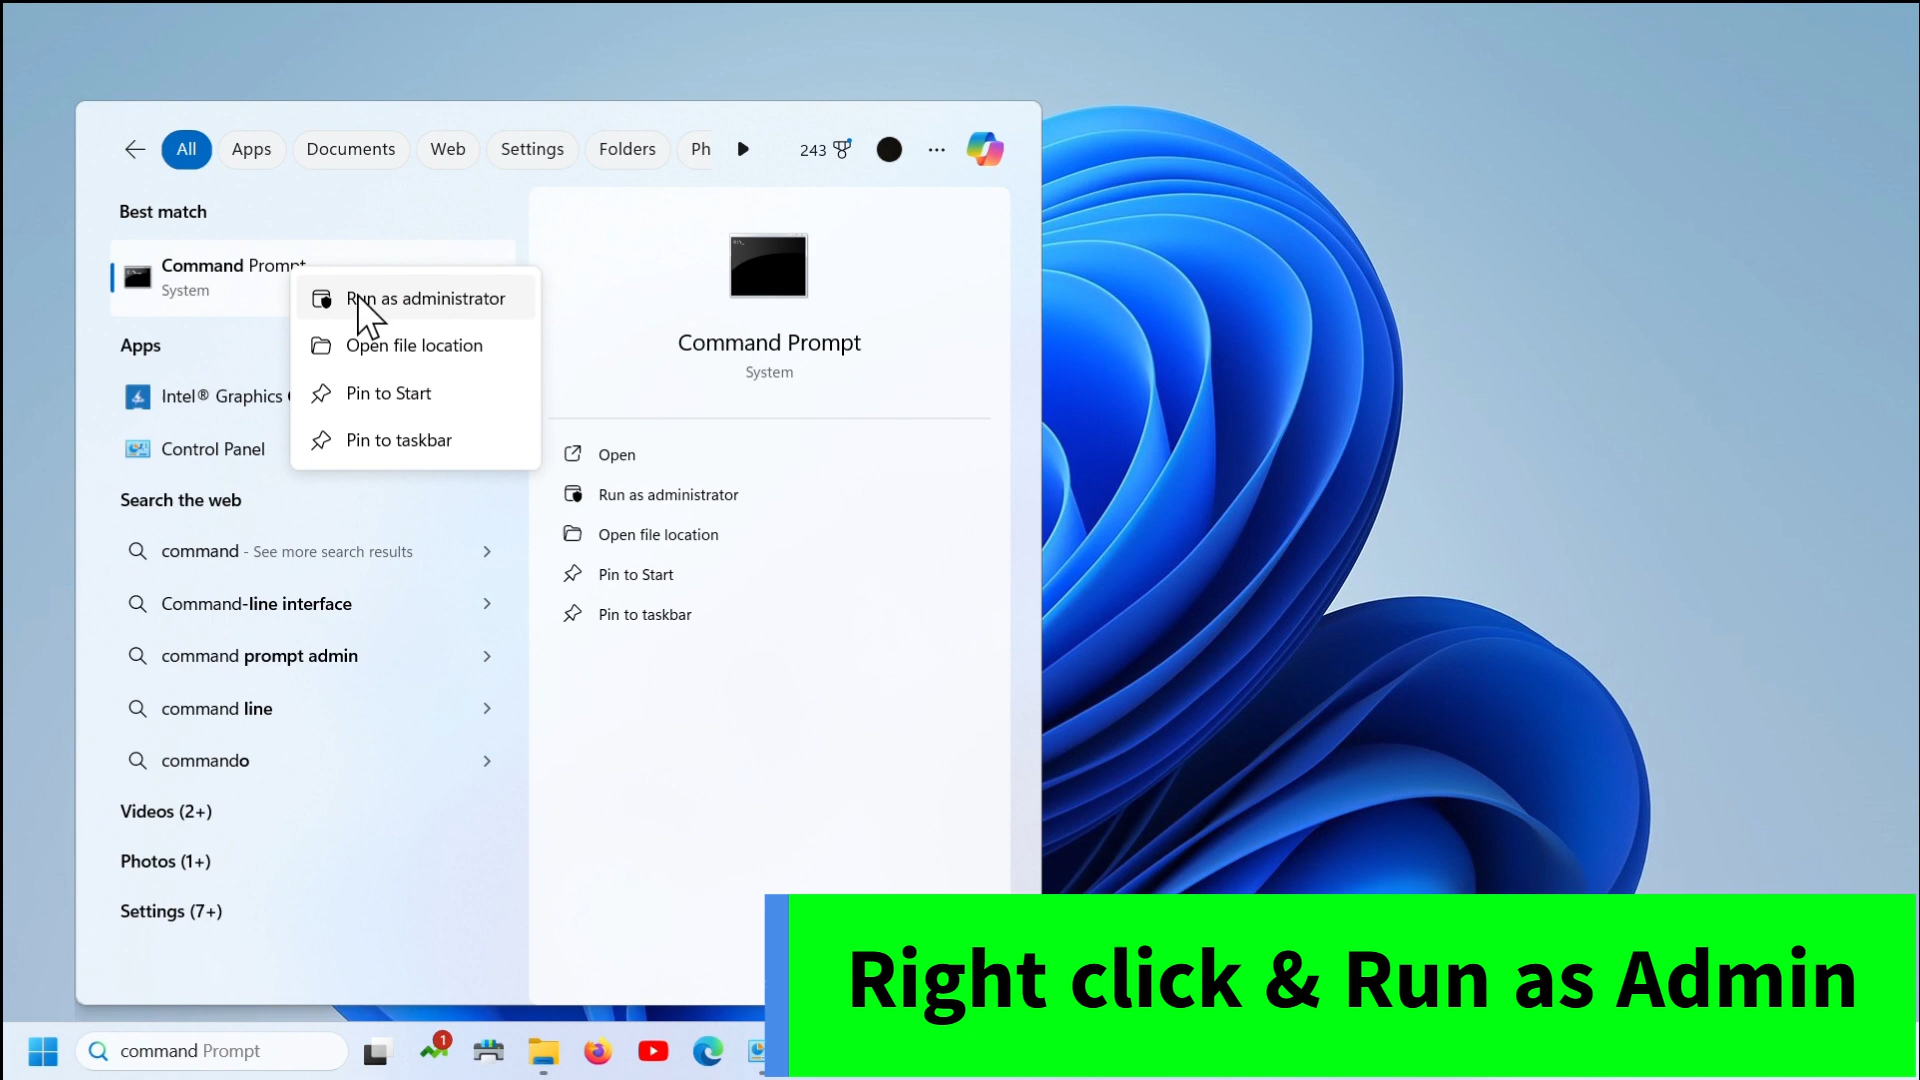 All
Apps
Documents
Web
Settings
Folders
Ph
243
Best match
Command Prompt
System
Run as administrator
Open file location
Pin to Start
Pin to taskbar
Apps
Intel® Graphics
Control Panel
Search the web
command - See more search results
Command-line interface
command prompt admin
command line
commando
Videos (2+)
Photos (1+)
Settings (7+)
Command Prompt
System
Open
Run as administrator
Open file location
Pin to Start
Pin to taskbar
Right click & Run as Admin
command Prompt
1